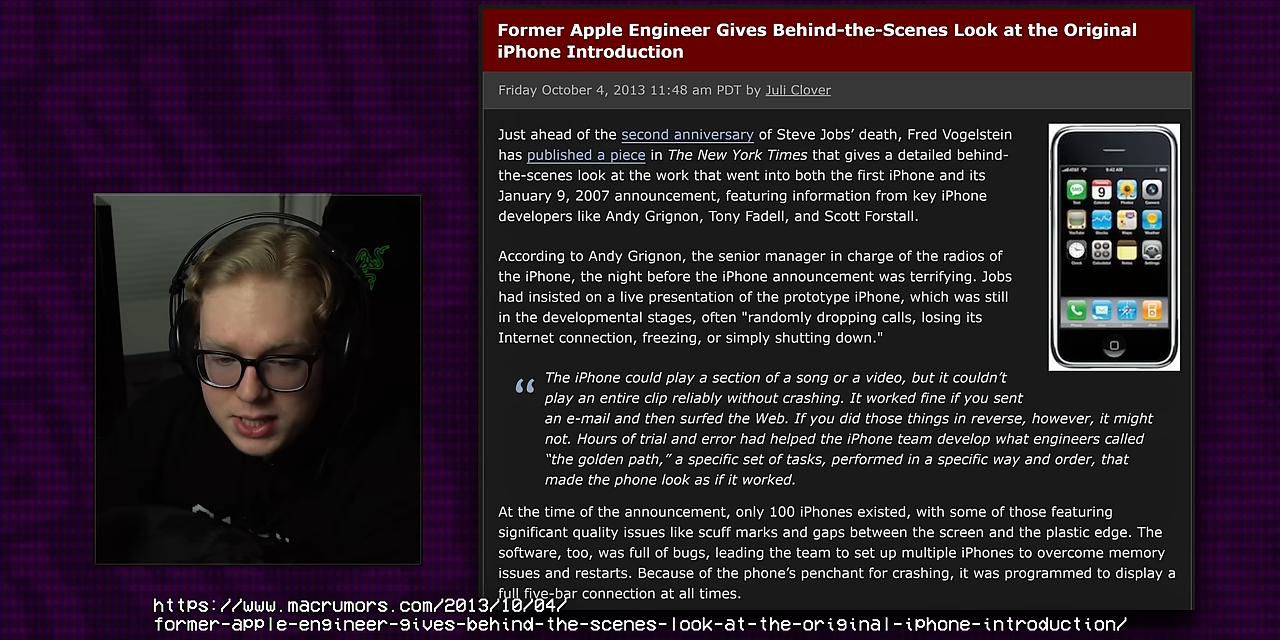 Former Apple Engineer Gives Behind-the-Scenes Look at the Original
iPhone Introduction
Friday October 4, 2013 11:48 am PDT by Juli Clover
Just ahead of the second anniversary of Steve Jobs’ death, Fred Vogelstein
has published a piece in The New York Times that gives a detailed behind-
the-scenes look at the work that went into both the first iPhone and its
January 9, 2007 announcement, featuring information from key iPhone
developers like Andy Grignon, Tony Fadell, and Scott Forstall.
According to Andy Grignon, the senior manager in charge of the radios of
the iPhone, the night before the iPhone announcement was terrifying. Jobs
had insisted on a live presentation of the prototype iPhone, which was still
in the developmental stages, often "randomly dropping calls, losing its
Internet connection, freezing, or simply shutting down."
“ The iPhone could play a section of a song or a video, but it couldn’t
play an entire clip reliably without crashing. It worked fine if you sent
an e-mail and then surfed the Web. If you did those things in reverse, however, it might
not. Hours of trial and error had helped the iPhone team develop what engineers called
“the golden path,” a specific set of tasks, performed in a specific way and order, that
made the phone look as if it worked.
At the time of the announcement, only 100 iPhones existed, with some of those featuring
significant quality issues like scuff marks and gaps between the screen and the plastic edge. The
software, too, was full of bugs, leading the team to set up multiple iPhones to overcome memory
issues and restarts. Because of the phone’s penchant for crashing, it was programmed to display a
full five-bar connection at all times.
https://www.macrumors.com/2013/10/04/
former-apple-engineer-gives-behind-the-scenes-look-at-the-original-iphone-introduction/